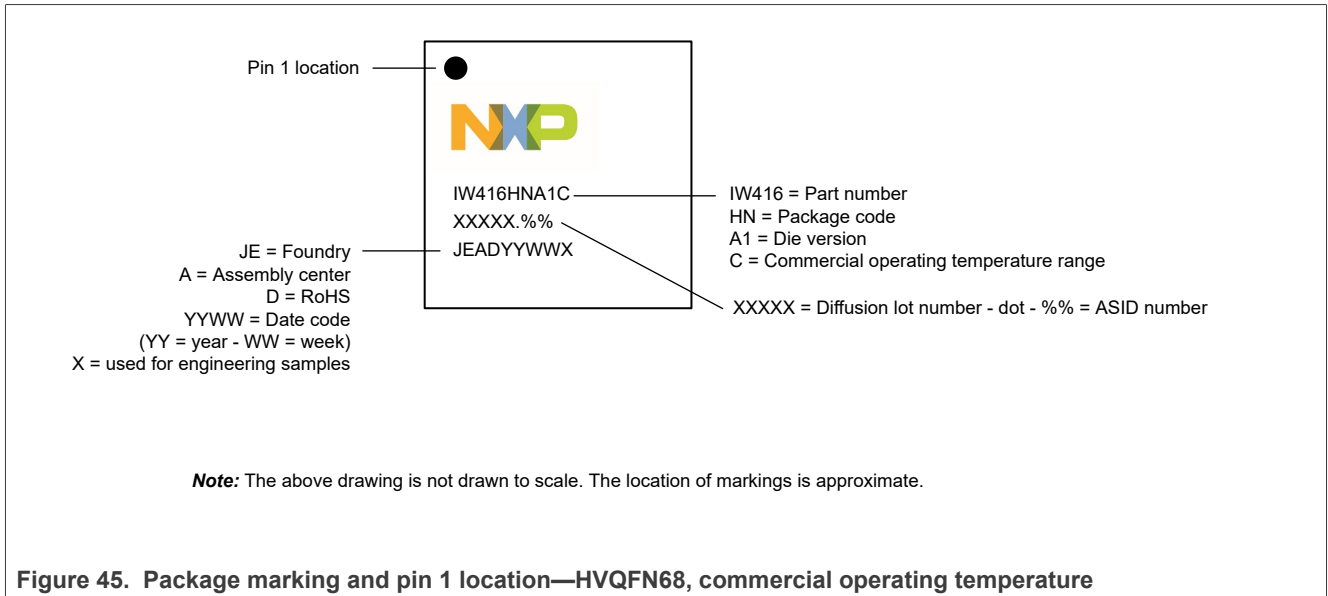 Pin 1 location
NXP
IW416HNA1C
XXXXX.%%
JEADYYWWX
IW416 = Part number
HN = Package code
A1 = Die version
C = Commercial operating temperature range
XXXXX = Diffusion lot number - dot - %% = ASID number
JE = Foundry
A = Assembly center
D = RoHS
YYWW = Date code
(YY = year - WW = week)
X = used for engineering samples
Note: The above drawing is not drawn to scale. The location of markings is approximate.
Figure 45. Package marking and pin 1 location—HVQFN68, commercial operating temperature